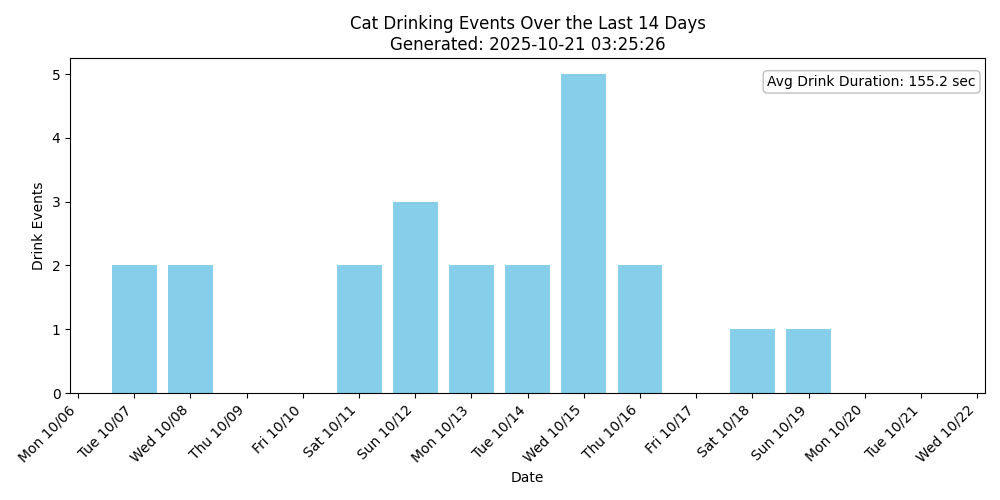 Cat Drinking Events Over the Last 14 Days
Generated: 2025-10-21 03:25:26
Avg Drink Duration: 155.2 sec
Drink Events
5
4
3
2
1
0
Mon 10/06
Tue 10/07
Wed 10/08
Thu 10/09
Fri 10/10
Sat 10/11
Sun 10/12
Mon 10/13
Tue 10/14
Wed 10/15
Thu 10/16
Fri 10/17
Sat 10/18
Sun 10/19
Mon 10/20
Tue 10/21
Wed 10/22
Date